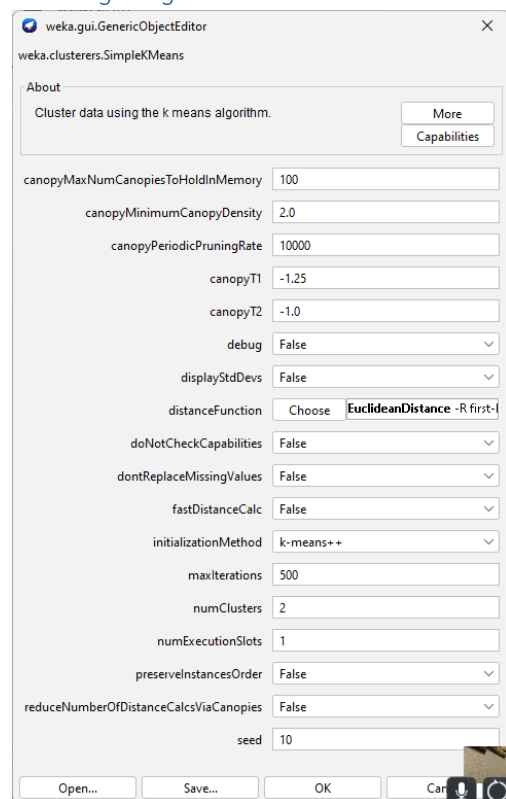 weka.gui.GenericObjectEditor
weka.clusterers.SimpleKMeans
About
Cluster data using the k means algorithm.
More
Capabilities
canopyMaxNumCanopiesToHoldInMemory 100
canopyMinimumCanopyDensity 2.0
canopyPeriodicPruningRate 10000
canopyT1 -1.25
canopyT2 -1.0
debug False
displayStdDevs False
distanceFunction Choose EuclideanDistance -R first-l
doNotCheckCapabilities False
dontReplaceMissingValues False
fastDistanceCalc False
initializationMethod k-means++
maxIterations 500
numClusters 2
numExecutionSlots 1
preserveInstancesOrder False
reduceNumberOfDistanceCalcsViaCanopies False
seed 10
Open... Save... OK Can